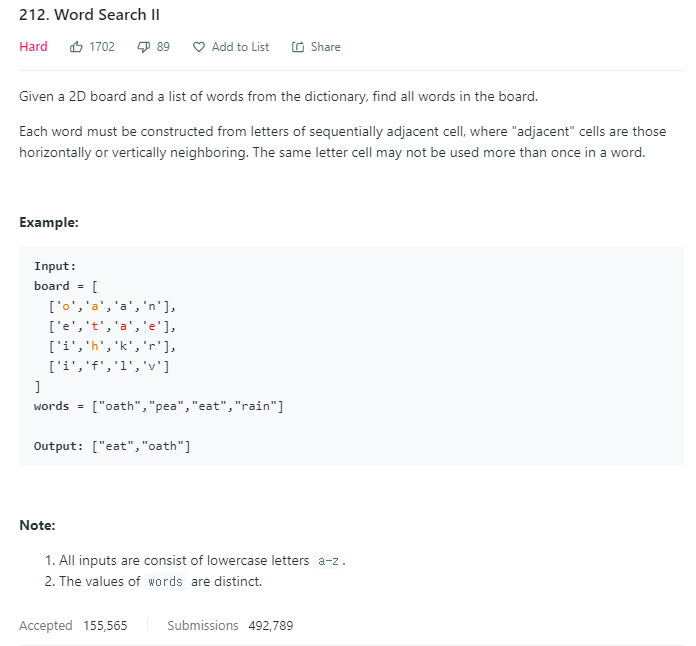 212. Word Search II
Hard 1702 89 Add to List Share
Given a 2D board and a list of words from the dictionary, find all words in the board.
Each word must be constructed from letters of sequentially adjacent cell, where "adjacent" cells are those
horizontally or vertically neighboring. The same letter cell may not be used more than once in a word.
Example:
Input:
board = [
  ['o','a','a','n'],
  ['e','t','a','e'],
  ['i','h','k','r'],
  ['i','f','l','v']
]
words = ["oath","pea","eat","rain"]
Output: ["eat","oath"]
Note:
1. All inputs are consist of lowercase letters a-z.
2. The values of words are distinct.
Accepted 155,565 Submissions 492,789